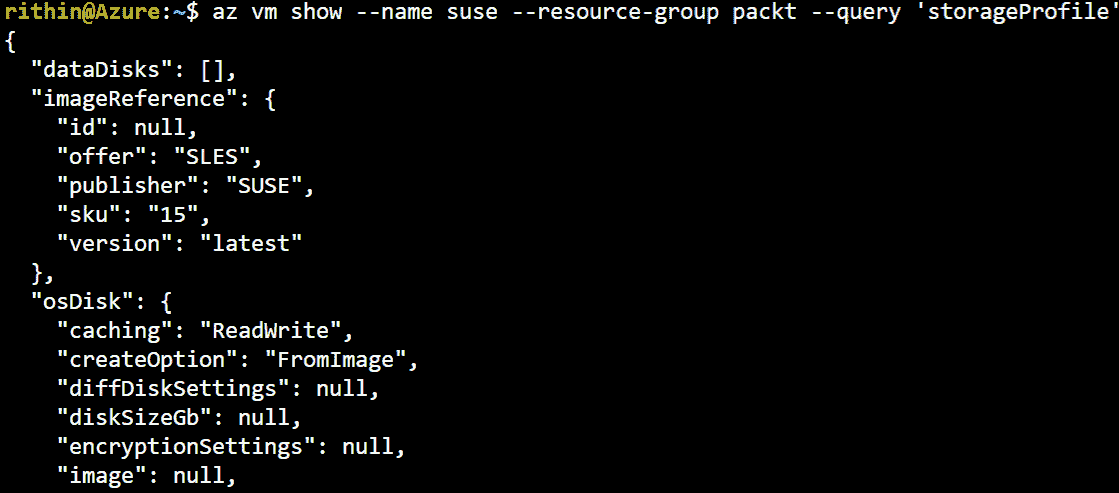 rithin@Azure:~$ az vm show --name suse --resource-group packt --query 'storageProfile'
{
  "dataDisks": [],
  "imageReference": {
    "id": null,
    "offer": "SLES",
    "publisher": "SUSE",
    "sku": "15",
    "version": "latest"
  },
  "osDisk": {
    "caching": "ReadWrite",
    "createOption": "FromImage",
    "diffDiskSettings": null,
    "diskSizeGb": null,
    "encryptionSettings": null,
    "image": null,